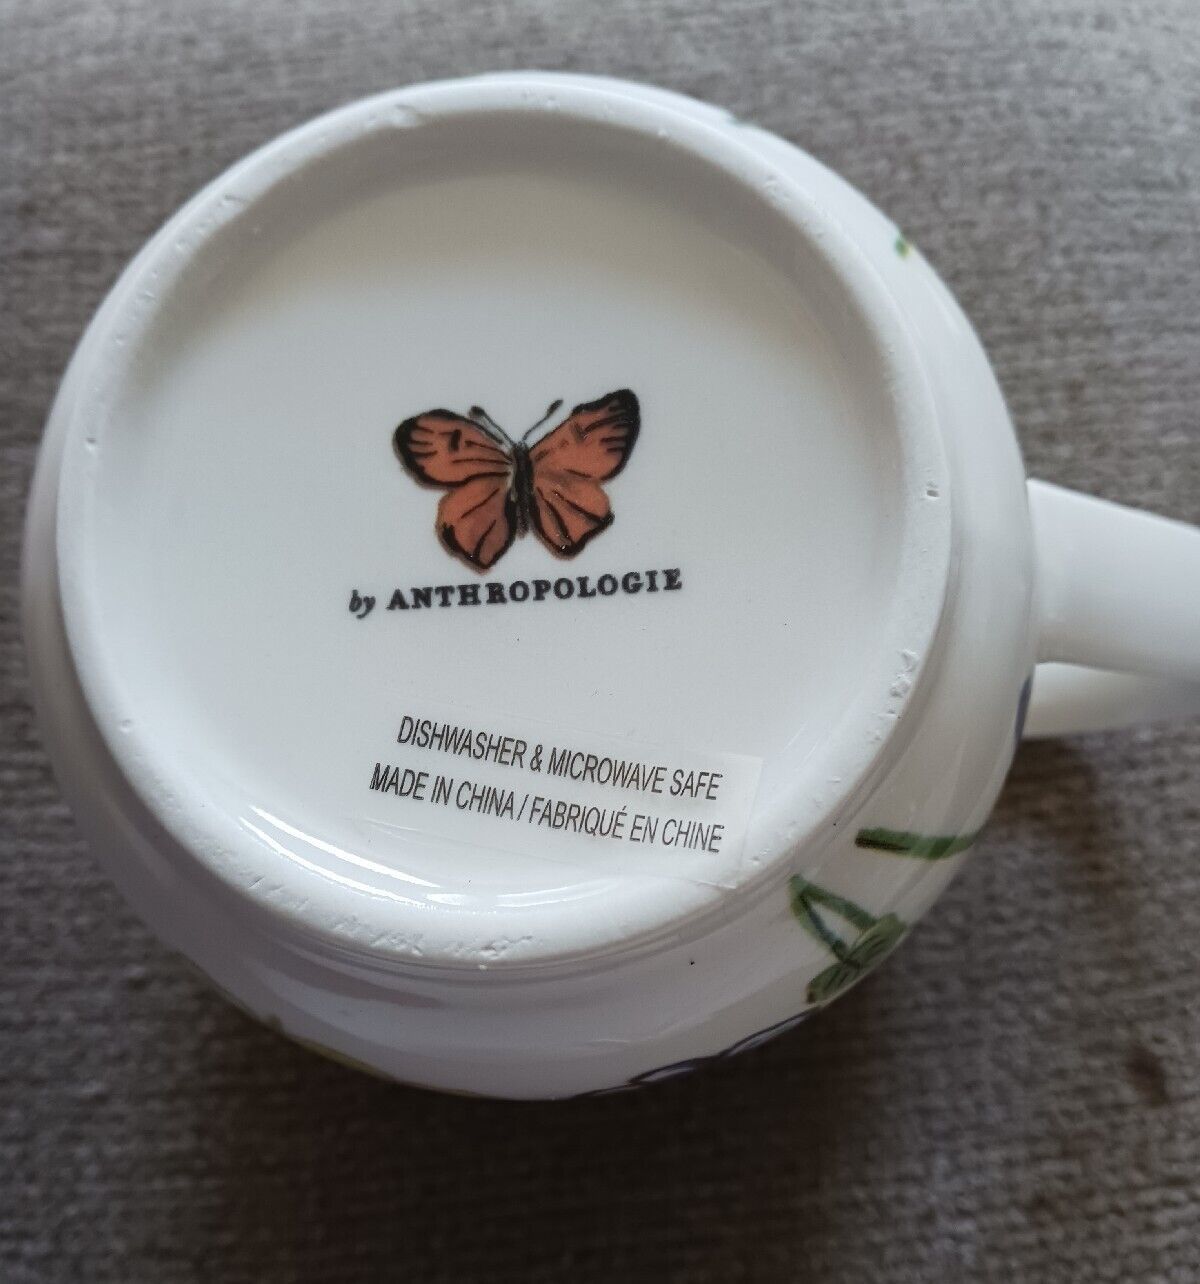 by ANTHROPOLOGIE
DISHWASHER & MICROWAVE SAFE
MADE IN CHINA / FABRIQUÉ EN CHINE